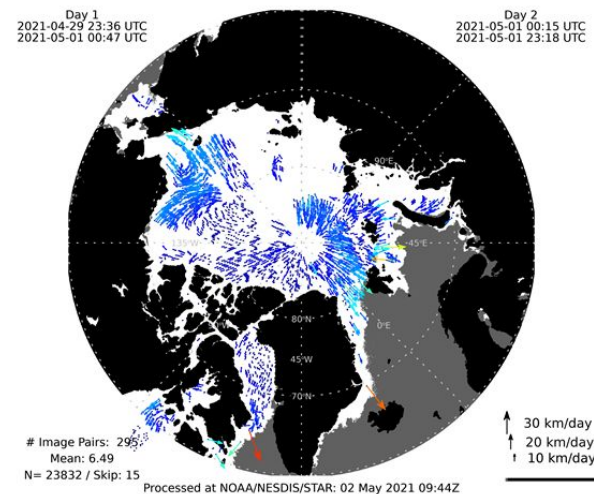 Day 1
2021-04-29 23:36 UTC
2021-05-01 00:47 UTC
Day 2
2021-05-01 00:15 UTC
2021-05-01 23:18 UTC
90°E
135°W
45°E
80°N
0°E
45°W
70°N
# Image Pairs: 295
Mean: 6.49
N= 23832 / Skip: 15
30 km/day
20 km/day
10 km/day
Processed at NOAA/NESDIS/STAR: 02 May 2021 09:44Z